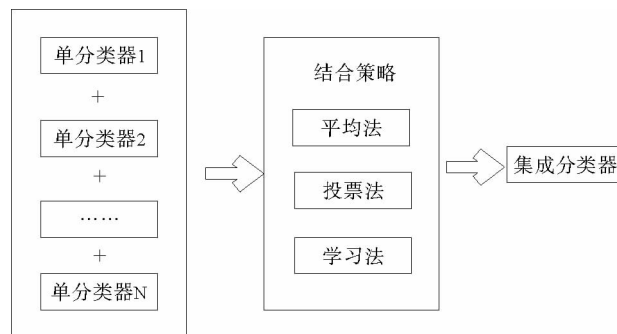 单分类器1
+
单分类器2
+
……
+
单分类器N
结合策略
平均法
投票法
学习法
集成分类器